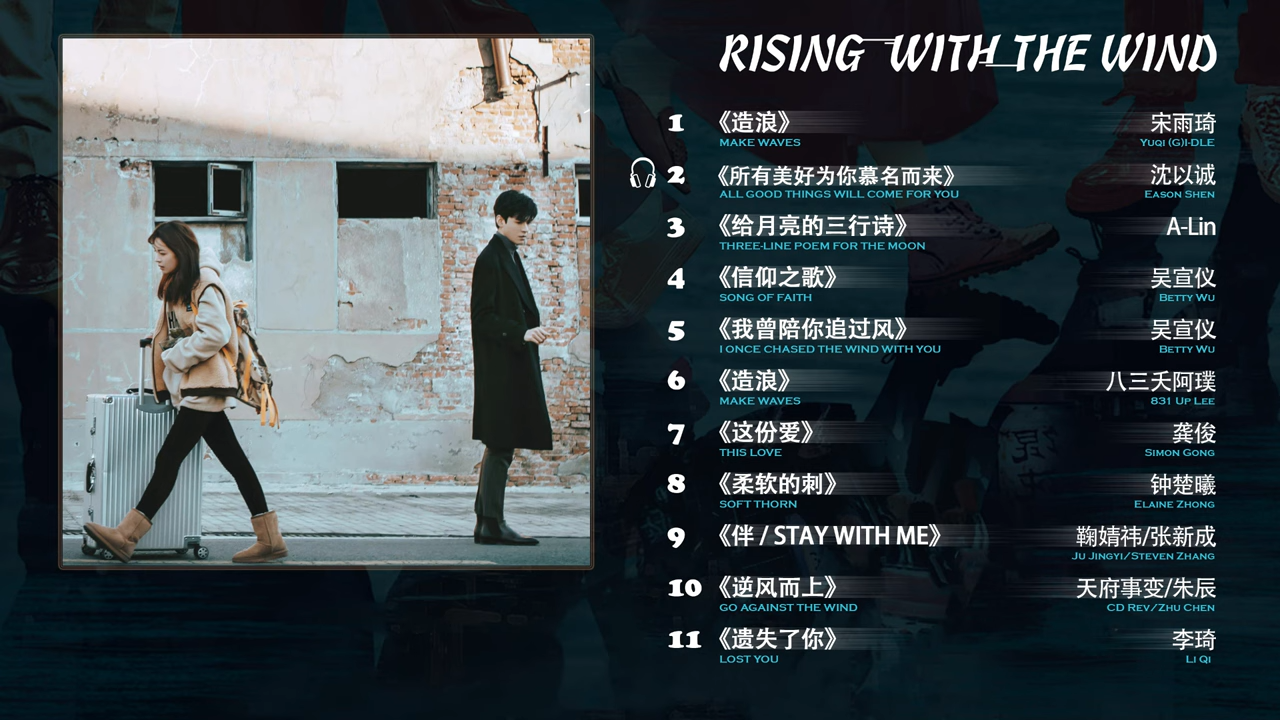 RISING WITH THE WIND
1 《造浪》 宋雨琦
MAKE WAVES YUQI (G)I-DLE
2 《所有美好为你慕名而来》 沈以诚
ALL GOOD THINGS WILL COME FOR YOU EASON SHEN
3 《给月亮的三行诗》 A-Lin
THREE-LINE POEM FOR THE MOON
4 《信仰之歌》 吴宣仪
SONG OF FAITH BETTY WU
5 《我曾陪你追过风》 吴宣仪
I ONCE CHASED THE WIND WITH YOU BETTY WU
6 《造浪》 八三夭阿璞
MAKE WAVES 831 UP LEE
7 《这份爱》 龚俊
THIS LOVE SIMON GONG
8 《柔软的刺》 钟楚曦
SOFT THORN ELAINE ZHONG
9 《伴 / STAY WITH ME》 鞠婧祎/张新成
JU JINGYI/STEVEN ZHANG
10 《逆风而上》 天府事变/朱辰
GO AGAINST THE WIND CD REV/ZHU CHEN
11 《遗失了你》 李琦
LOST YOU LI QI